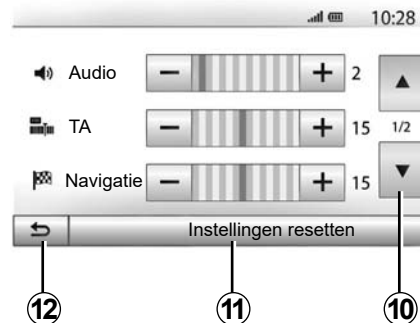 10:28
Audio − + 2
TA − + 15 1/2
Navigatie − + 15
Instellingen resetten
12 11 10